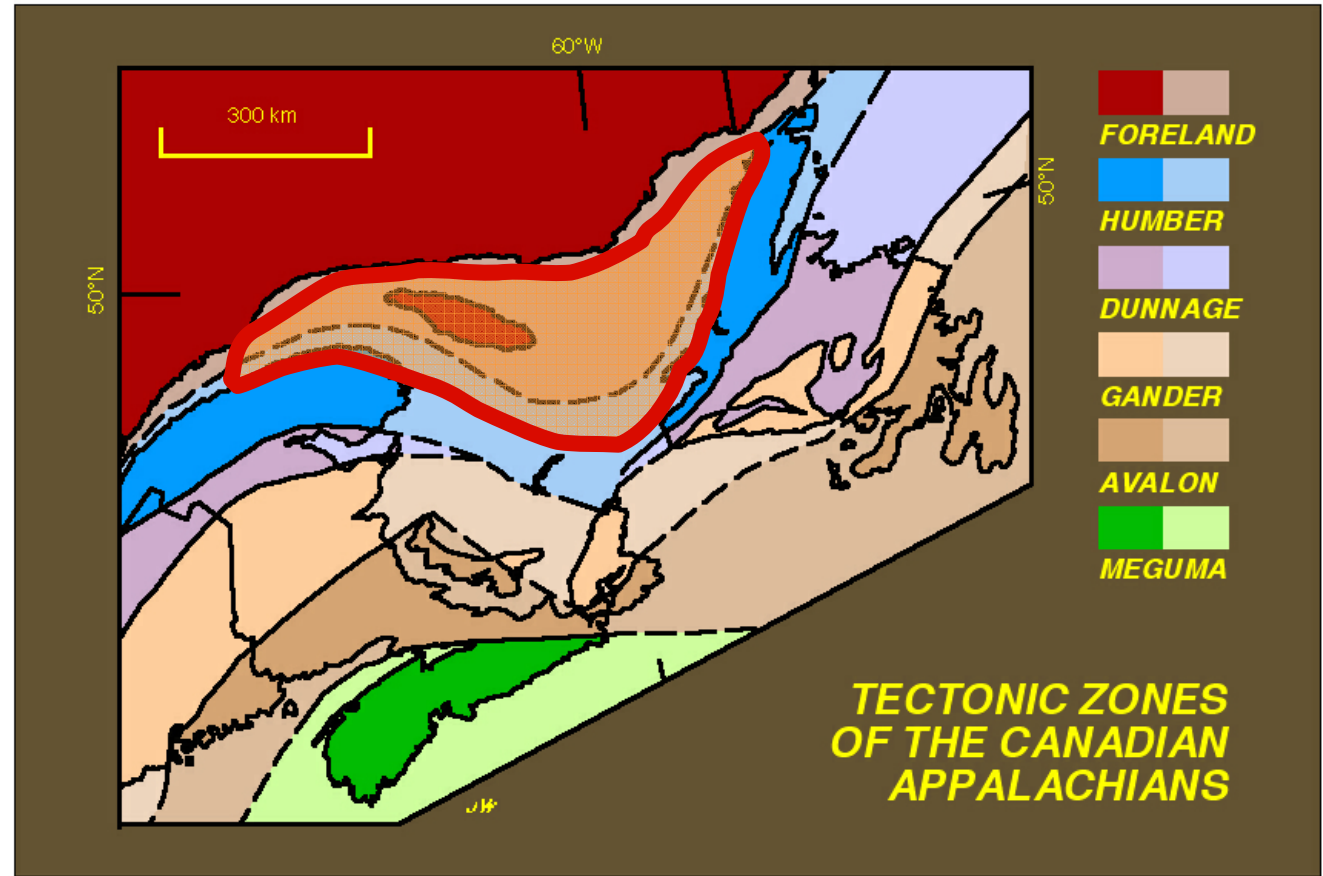 60°W
300 km
50°N
50°N
FORELAND
HUMBER
DUNNAGE
GANDER
AVALON
MEGUMA
TECTONIC ZONES
OF THE CANADIAN
APPALACHIANS